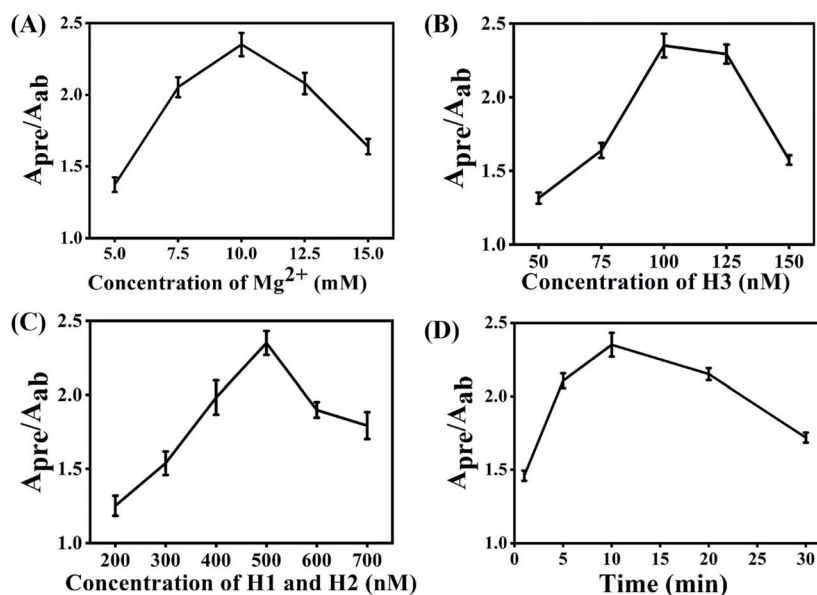 (A)
2.5
2.0
1.5
1.0
Apre/Aab
5.0 7.5 10.0 12.5 15.0
Concentration of Mg2+ (mM)
(B)
2.5
2.0
1.5
1.0
Apre/Aab
50 75 100 125 150
Concentration of H3 (nM)
(C)
2.5
2.0
1.5
1.0
Apre/Aab
200 300 400 500 600 700
Concentration of H1 and H2 (nM)
(D)
2.5
2.0
1.5
1.0
Apre/Aab
0 5 10 15 20 25 30
Time (min)